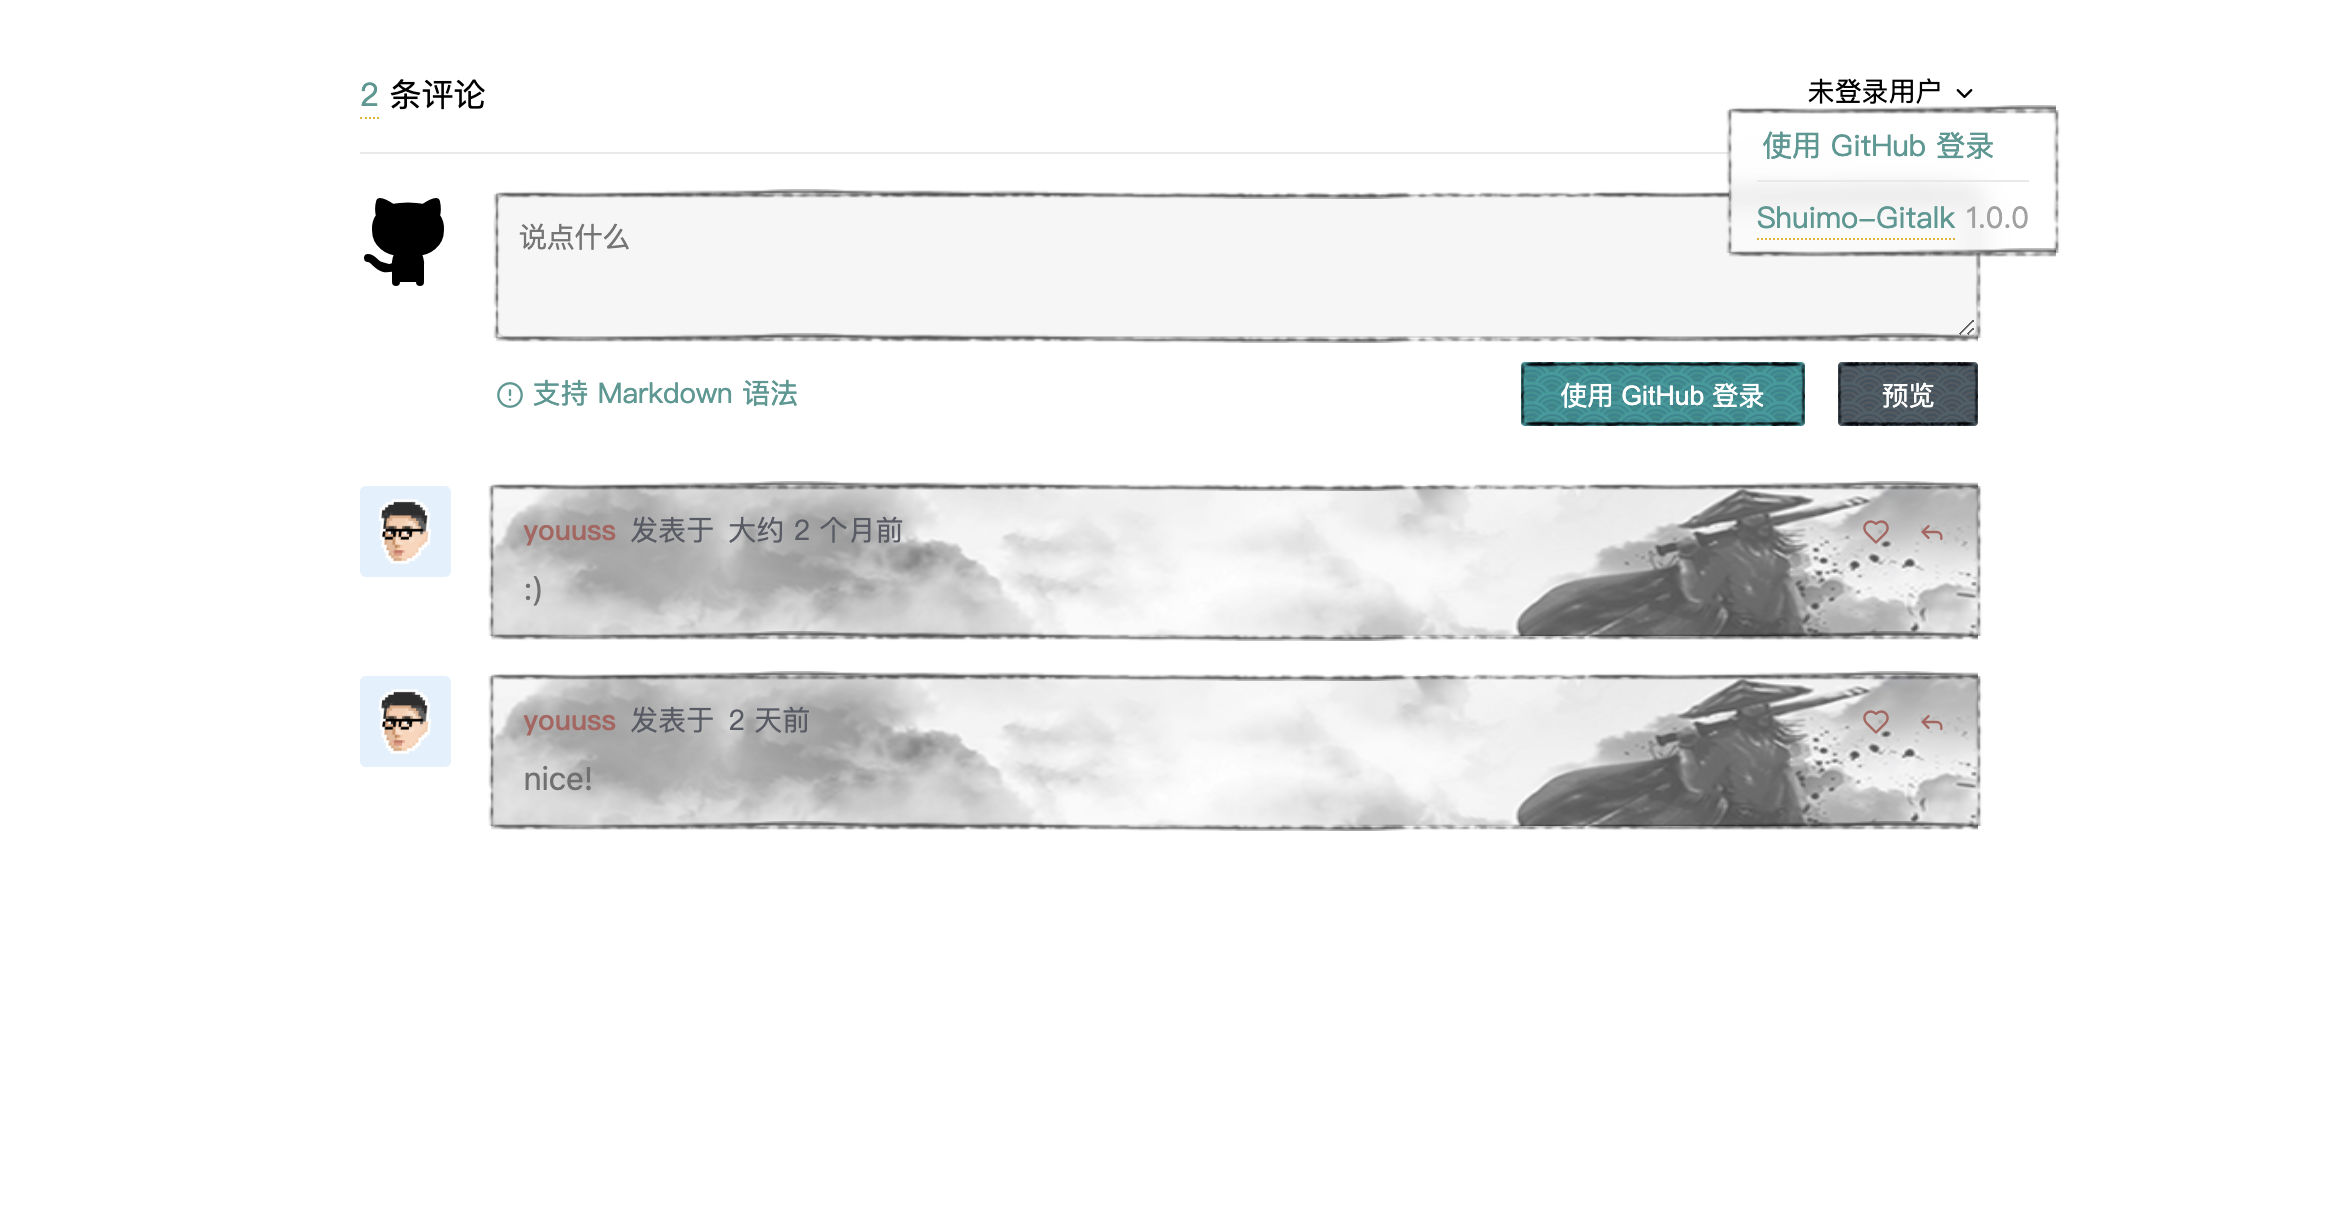 2 条评论
未登录用户
使用 GitHub 登录
Shuimo-Gitalk 1.0.0
说点什么
支持 Markdown 语法
使用 GitHub 登录
预览
youuss 发表于 大约 2 个月前
:)
youuss 发表于 2 天前
nice!